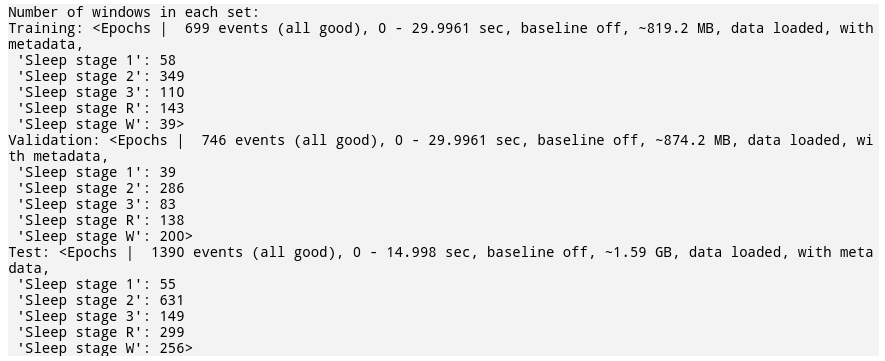 Number of windows in each set:
Training: <Epochs |  699 events (all good), 0 - 29.9961 sec, baseline off, ~819.2 MB, data loaded, with
metadata,
 'Sleep stage 1': 58
 'Sleep stage 2': 349
 'Sleep stage 3': 110
 'Sleep stage R': 143
 'Sleep stage W': 39>
Validation: <Epochs |  746 events (all good), 0 - 29.9961 sec, baseline off, ~874.2 MB, data loaded, wi
th metadata,
 'Sleep stage 1': 39
 'Sleep stage 2': 286
 'Sleep stage 3': 83
 'Sleep stage R': 138
 'Sleep stage W': 200>
Test: <Epochs |  1390 events (all good), 0 - 14.998 sec, baseline off, ~1.59 GB, data loaded, with meta
data,
 'Sleep stage 1': 55
 'Sleep stage 2': 631
 'Sleep stage 3': 149
 'Sleep stage R': 299
 'Sleep stage W': 256>